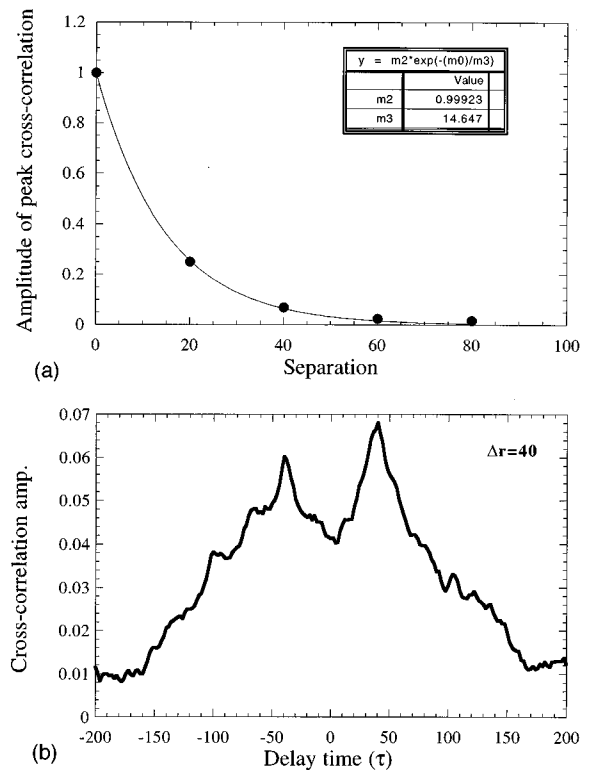 1.2
1
0.8
0.6
0.4
0.2
0
0
20
40
60
80
100
Amplitude of peak cross-correlation
Separation
y = m2*exp(-(m0)/m3)
Value
m2 0.99923
m3 14.647
(a)
0.07
0.06
0.05
0.04
0.03
0.02
0.01
0
-200
-150
-100
-50
0
50
100
150
200
Cross-correlation amp.
Δr=40
Delay time (τ)
(b)